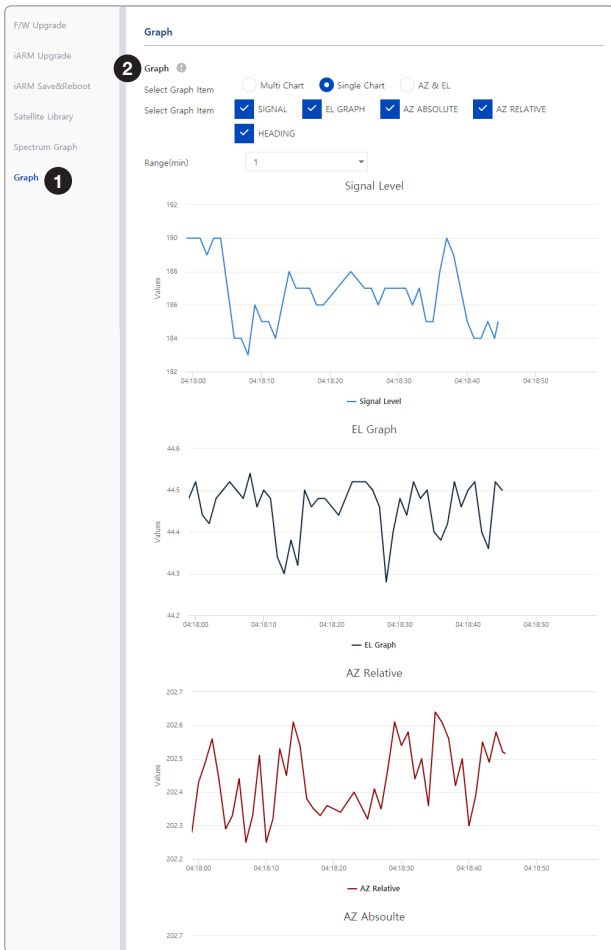 F/W Upgrade
iARM Upgrade
iARM Save&Reboot
Satellite Library
Spectrum Graph
Graph 1
Graph
2 Graph !
Select Graph Item Multi Chart Single Chart AZ & EL
Select Graph Item SIGNAL EL GRAPH AZ ABSOLUTE AZ RELATIVE
HEADING
Range(min) 1
Signal Level
192
190
188
186
184
182
Values
04:18:00 04:18:10 04:18:20 04:18:30 04:18:40 04:18:50
Signal Level
EL Graph
44.6
44.5
44.4
44.3
44.2
Values
04:18:00 04:18:10 04:18:20 04:18:30 04:18:40 04:18:50
EL Graph
AZ Relative
202.7
202.6
202.5
202.4
202.3
202.2
Values
04:18:00 04:18:10 04:18:20 04:18:30 04:18:40 04:18:50
AZ Relative
AZ Absoulte
202.7